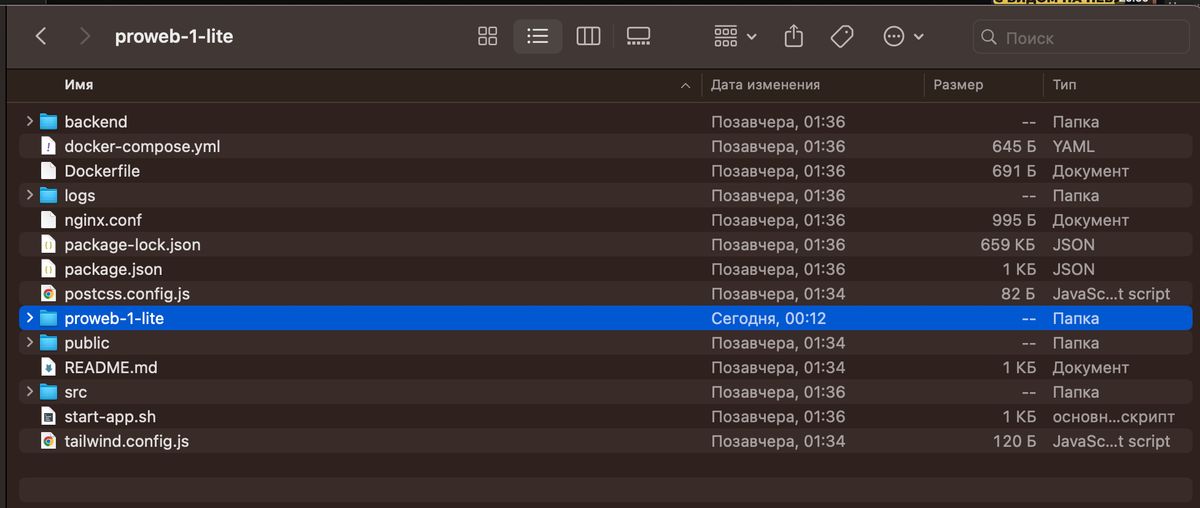 proweb-1-lite
Поиск
Имя Дата изменения Размер Тип
backend Позавчера, 01:36 -- Папка
docker-compose.yml Позавчера, 01:36 645 Б YAML
Dockerfile Позавчера, 01:36 691 Б Документ
logs Позавчера, 01:36 -- Папка
nginx.conf Позавчера, 01:36 995 Б Документ
package-lock.json Позавчера, 01:36 659 КБ JSON
package.json Позавчера, 01:36 1 КБ JSON
postcss.config.js Позавчера, 01:34 82 Б JavaSc...t script
proweb-1-lite Сегодня, 00:12 -- Папка
public Позавчера, 01:34 -- Папка
README.md Позавчера, 01:34 1 КБ Документ
src Позавчера, 01:36 -- Папка
start-app.sh Позавчера, 01:36 1 КБ основн...скрипт
tailwind.config.js Позавчера, 01:34 120 Б JavaSc...t script